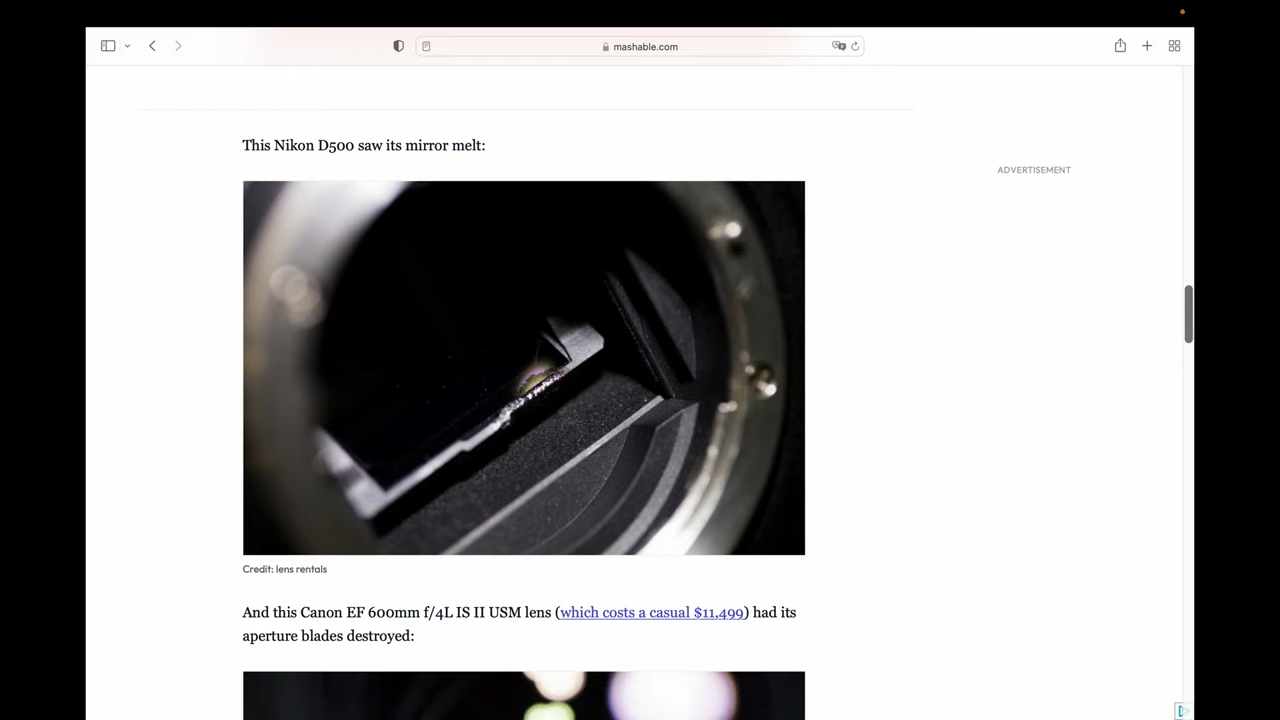 mashable.com
This Nikon D500 saw its mirror melt:
ADVERTISEMENT
Credit: lens rentals
And this Canon EF 600mm f/4L IS II USM lens (which costs a casual $11,499) had its
aperture blades destroyed: